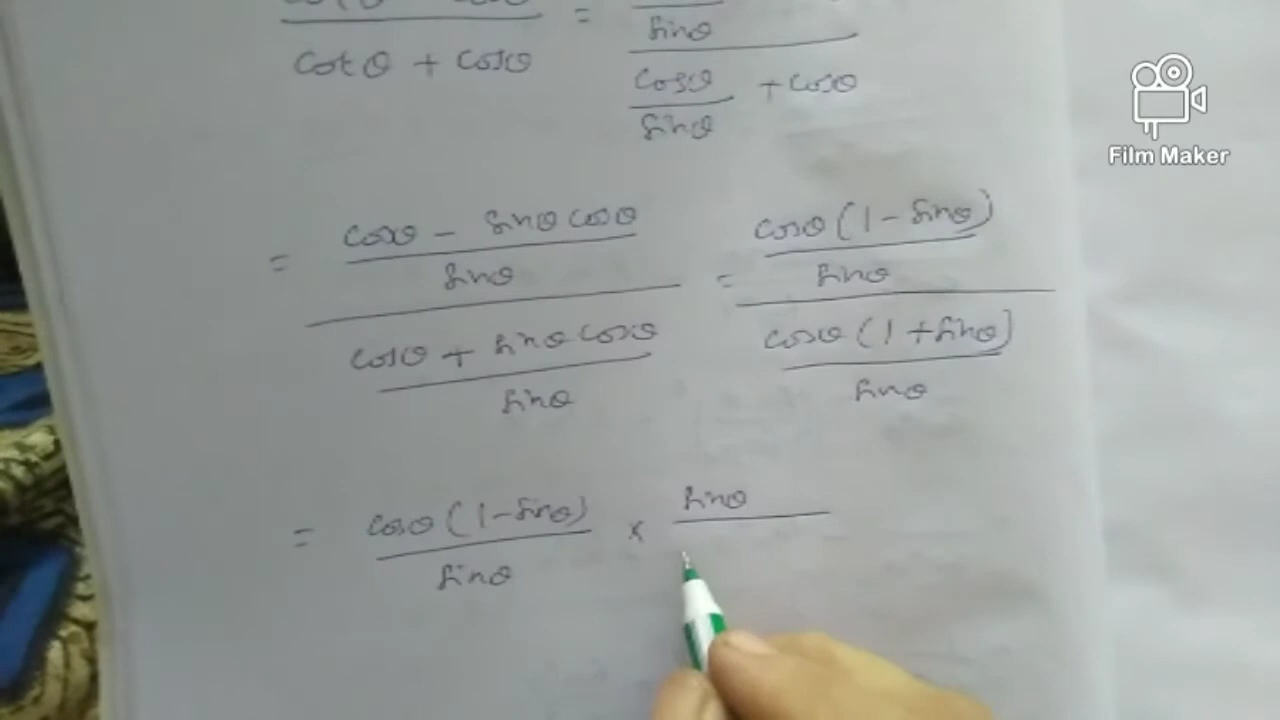 = sinθ
cotθ + cosθ cosθ + cosθ
sinθ
= cosθ - sinθ cosθ = cosθ (1 - sinθ)
sinθ sinθ
cosθ + sinθ cosθ cosθ (1 + sinθ)
sinθ sinθ
= cosθ (1 - sinθ) × sinθ
sinθ
Film Maker